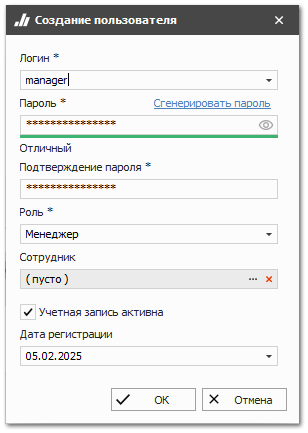 Создание пользователя
Логин *
manager
Пароль * Сгенерировать пароль
***************
Отличный
Подтверждение пароля *
***************
Роль *
Менеджер
Сотрудник
(пусто)
Учетная запись активна
Дата регистрации
05.02.2025
OK Отмена